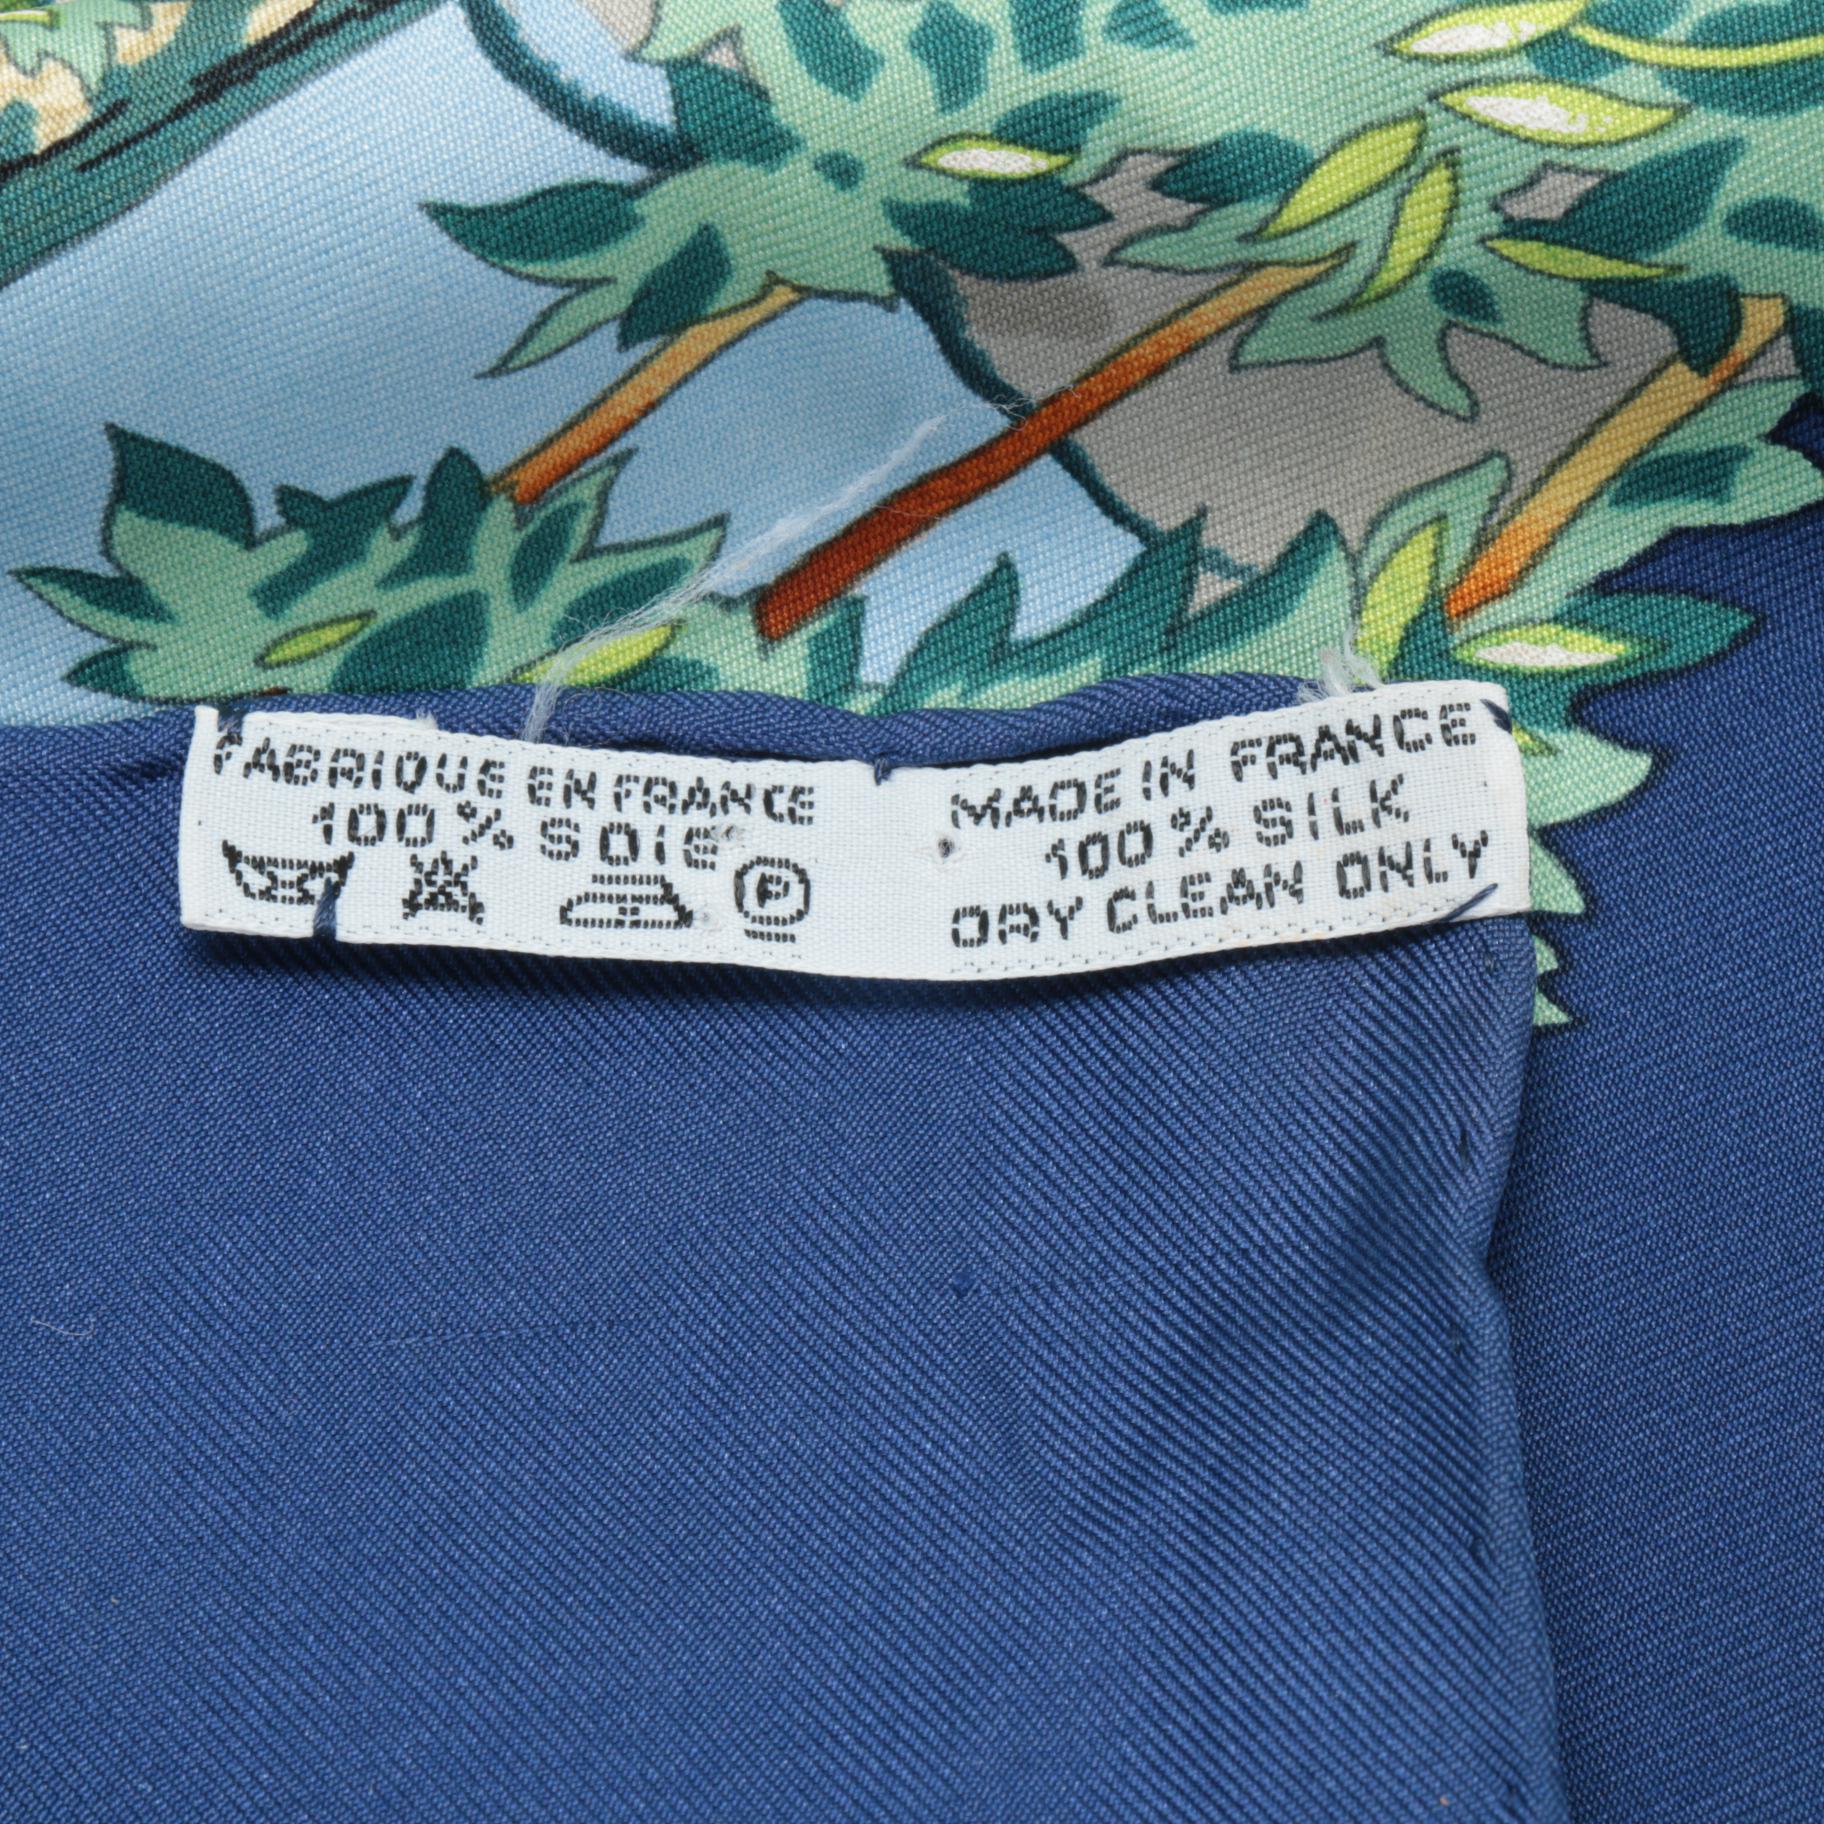 FABRIQUE EN FRANCE
100% SOIE
P
MADE IN FRANCE
100% SILK
DRY CLEAN ONLY